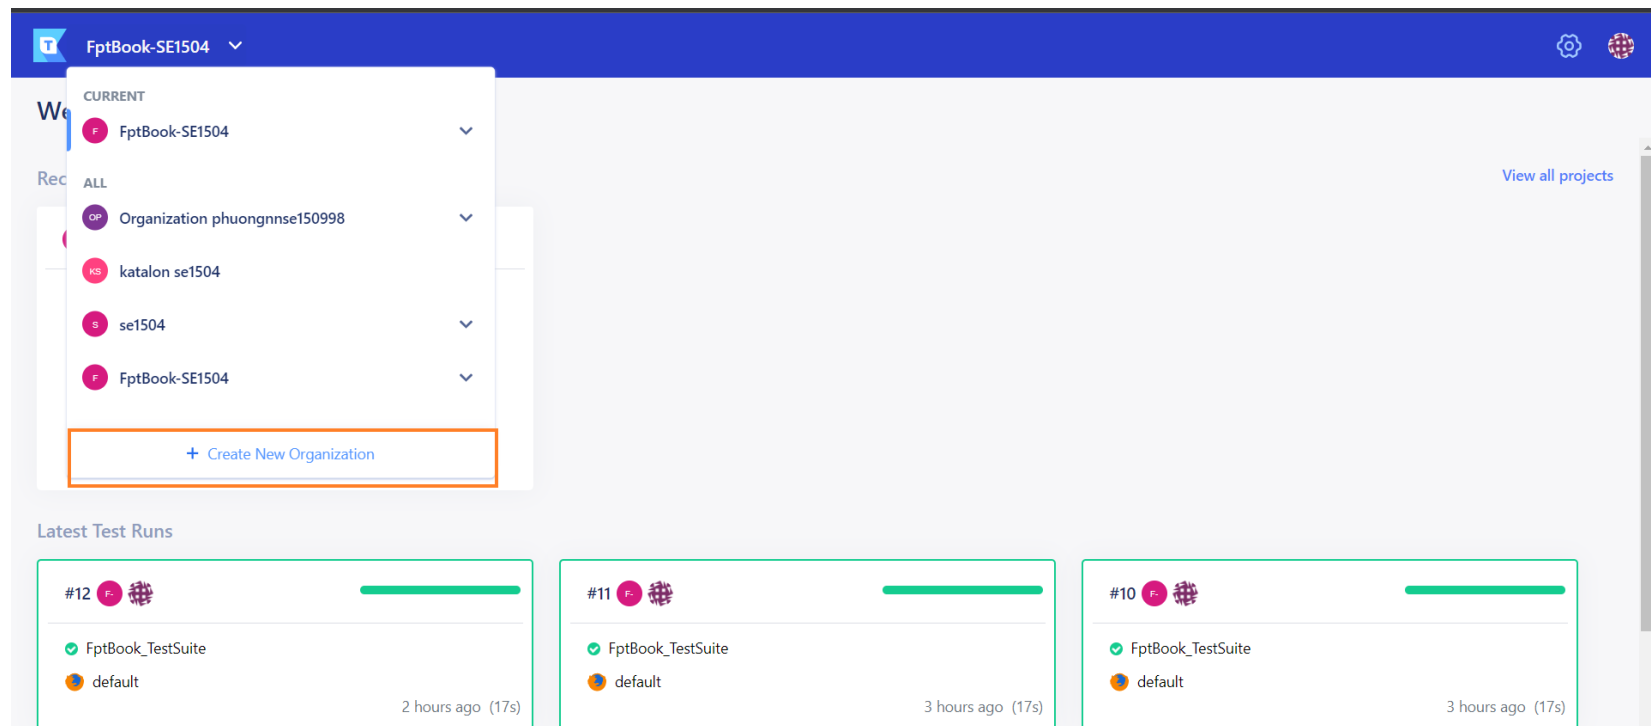 T
FptBook-SE1504
CURRENT
We
F FptBook-SE1504
Rec
View all projects
ALL
OP Organization phuongnnse150998
KS katalon se1504
S se1504
F FptBook-SE1504
+ Create New Organization
Latest Test Runs
#12 F-
FptBook_TestSuite
default
2 hours ago (17s)
#11 F-
FptBook_TestSuite
default
3 hours ago (17s)
#10 F-
FptBook_TestSuite
default
3 hours ago (17s)